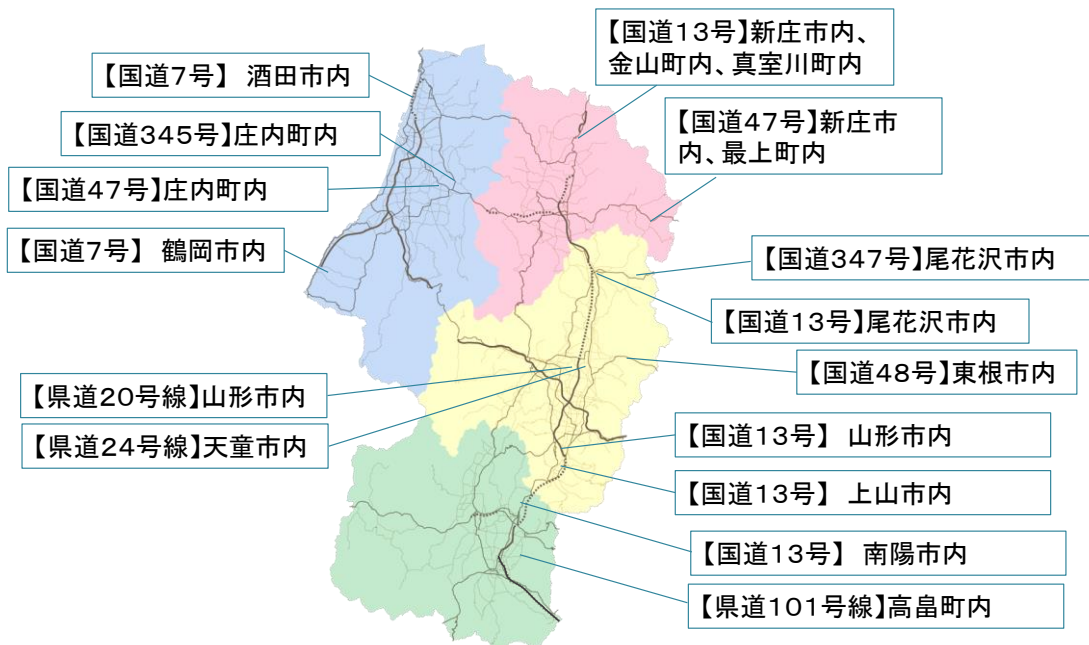 【国道7号】 酒田市内
【国道345号】庄内町内
【国道47号】庄内町内
【国道7号】 鶴岡市内
【県道20号線】山形市内
【県道24号線】天童市内
【国道13号】新庄市内、
金山町内、真室川町内
【国道47号】新庄市
内、最上町内
【国道347号】尾花沢市内
【国道13号】尾花沢市内
【国道48号】東根市内
【国道13号】 山形市内
【国道13号】 上山市内
【国道13号】 南陽市内
【県道101号線】高畠町内